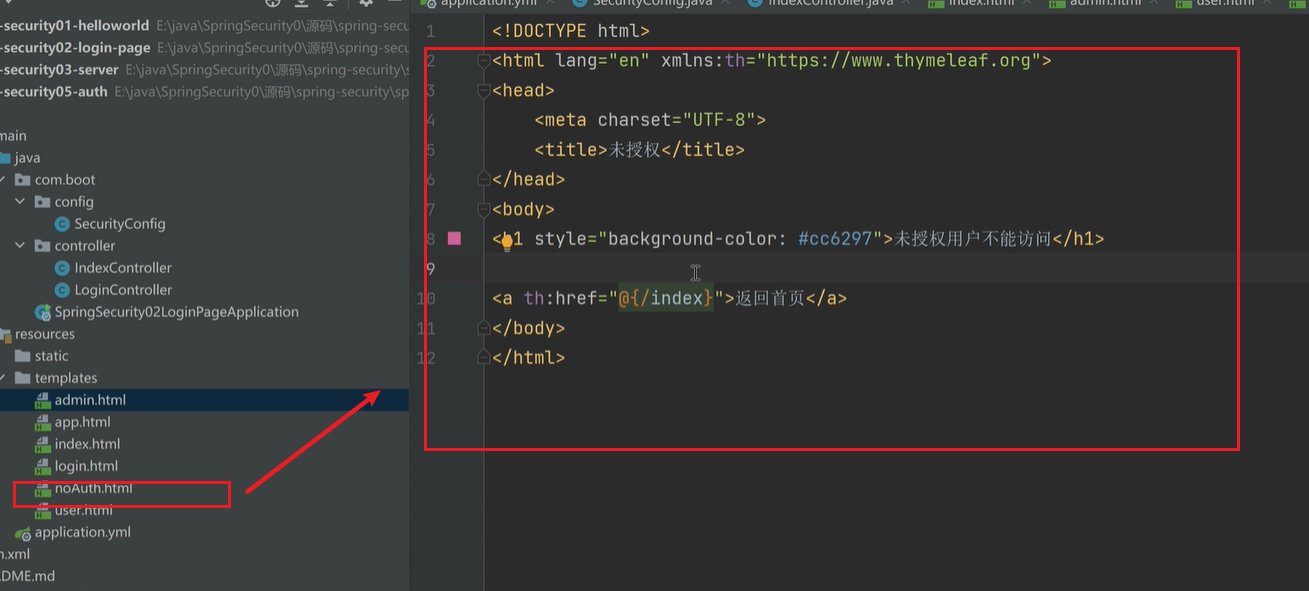 application.yml
SecurityConfig.java
IndexController.java
index.html
admin.html
user.html
-security01-helloworld E:\java\SpringSecurity0\源码\spring-secu
-security02-login-page E:\java\SpringSecurity0\源码\spring-secu
-security03-server E:\java\SpringSecurity0\源码\spring-security\s
-security05-auth E:\java\SpringSecurity0\源码\spring-security\sp
main
java
com.boot
config
SecurityConfig
controller
IndexController
LoginController
SpringSecurity02LoginPageApplication
resources
static
templates
admin.html
app.html
index.html
login.html
noAuth.html
user.html
application.yml
.xml
DME.md
1 <!DOCTYPE html>
2 <html lang="en" xmlns:th="https://www.thymeleaf.org">
3 <head>
4 <meta charset="UTF-8">
5 <title>未授权</title>
6 </head>
7 <body>
8 <h1 style="background-color: #cc6297">未授权用户不能访问</h1>
9
10 <a th:href="@{/index}">返回首页</a>
11 </body>
12 </html>